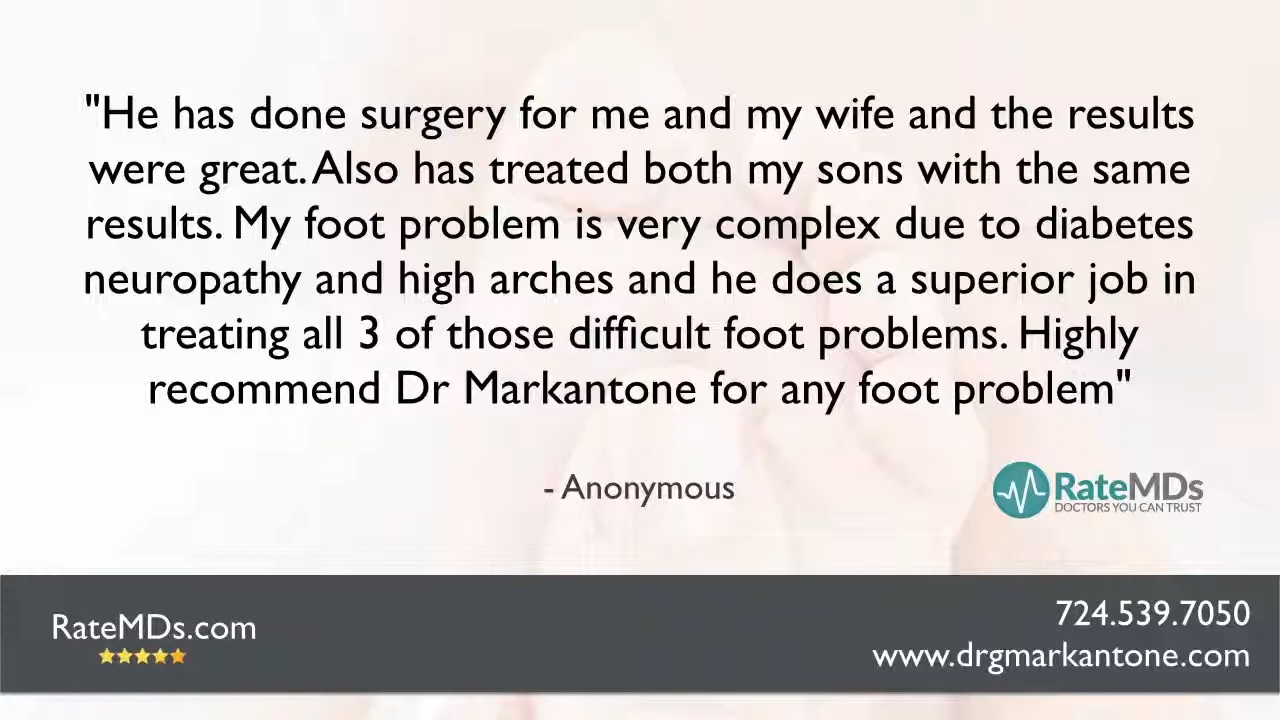 "He has done surgery for me and my wife and the results
were great. Also has treated both my sons with the same
results. My foot problem is very complex due to diabetes
neuropathy and high arches and he does a superior job in
treating all 3 of those difficult foot problems. Highly
recommend Dr Markantone for any foot problem"
- Anonymous
RateMDs
DOCTORS YOU CAN TRUST
RateMDs.com
724.539.7050
www.drgmarkantone.com